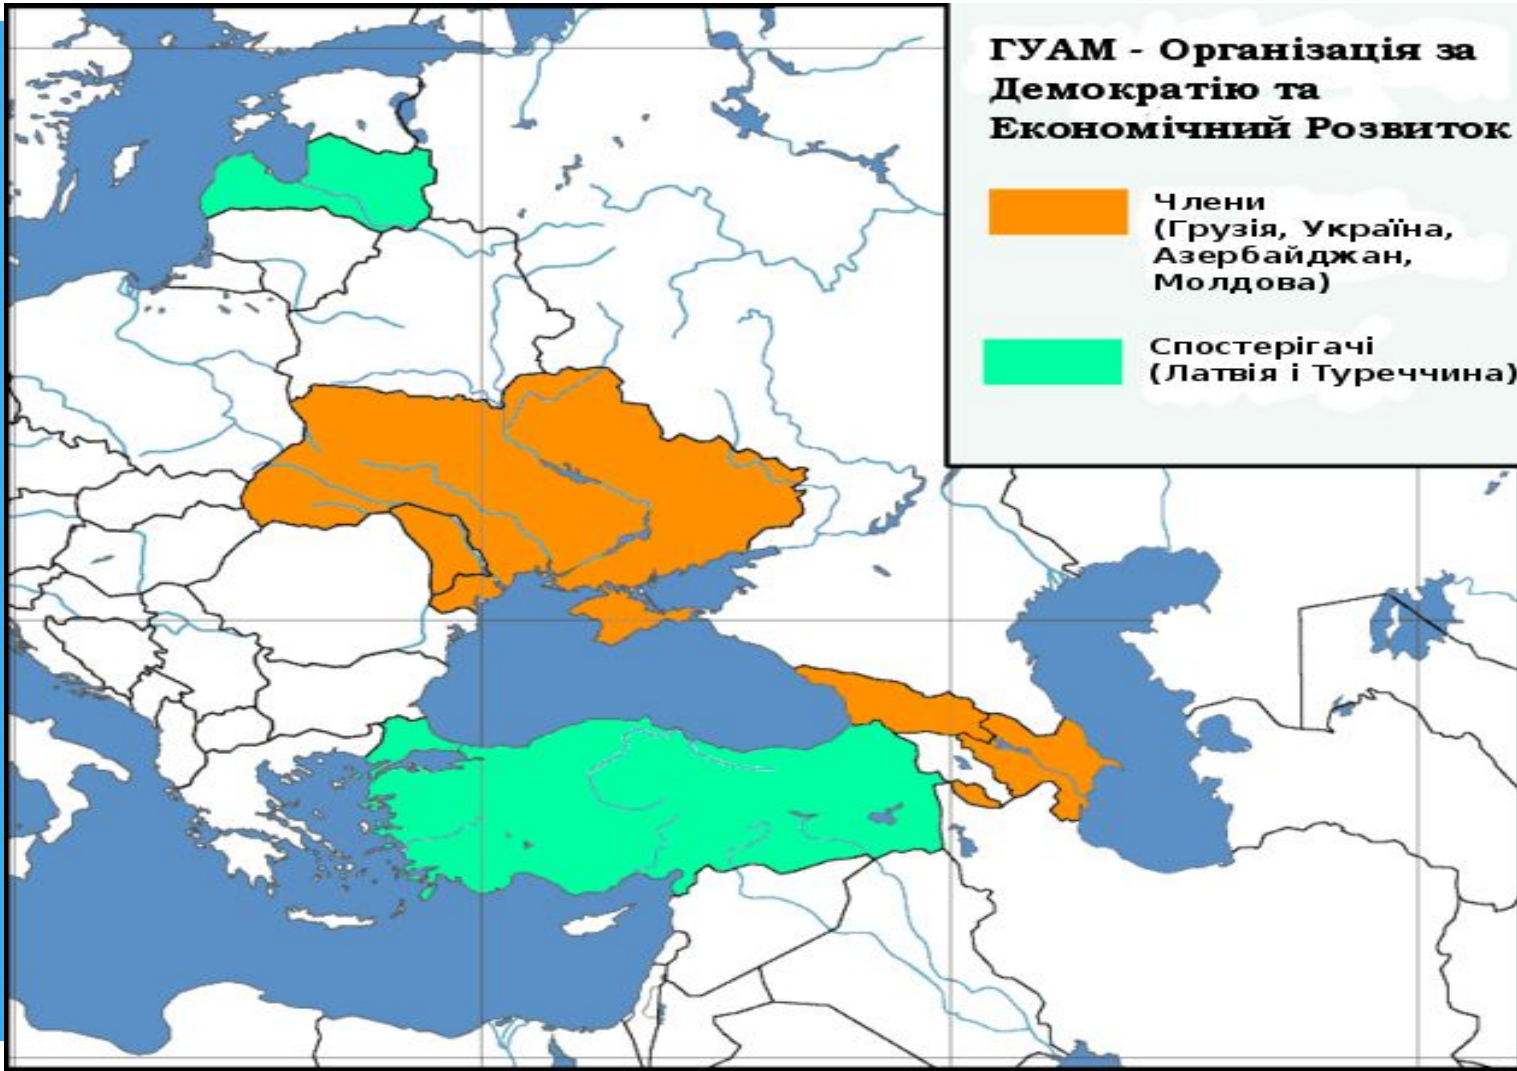 ГУАМ - Організація за
Демократію та
Економічний Розвиток
Члени
(Грузія, Україна,
Азербайджан,
Молдова)
Спостерігачі
(Латвія і Туреччина)